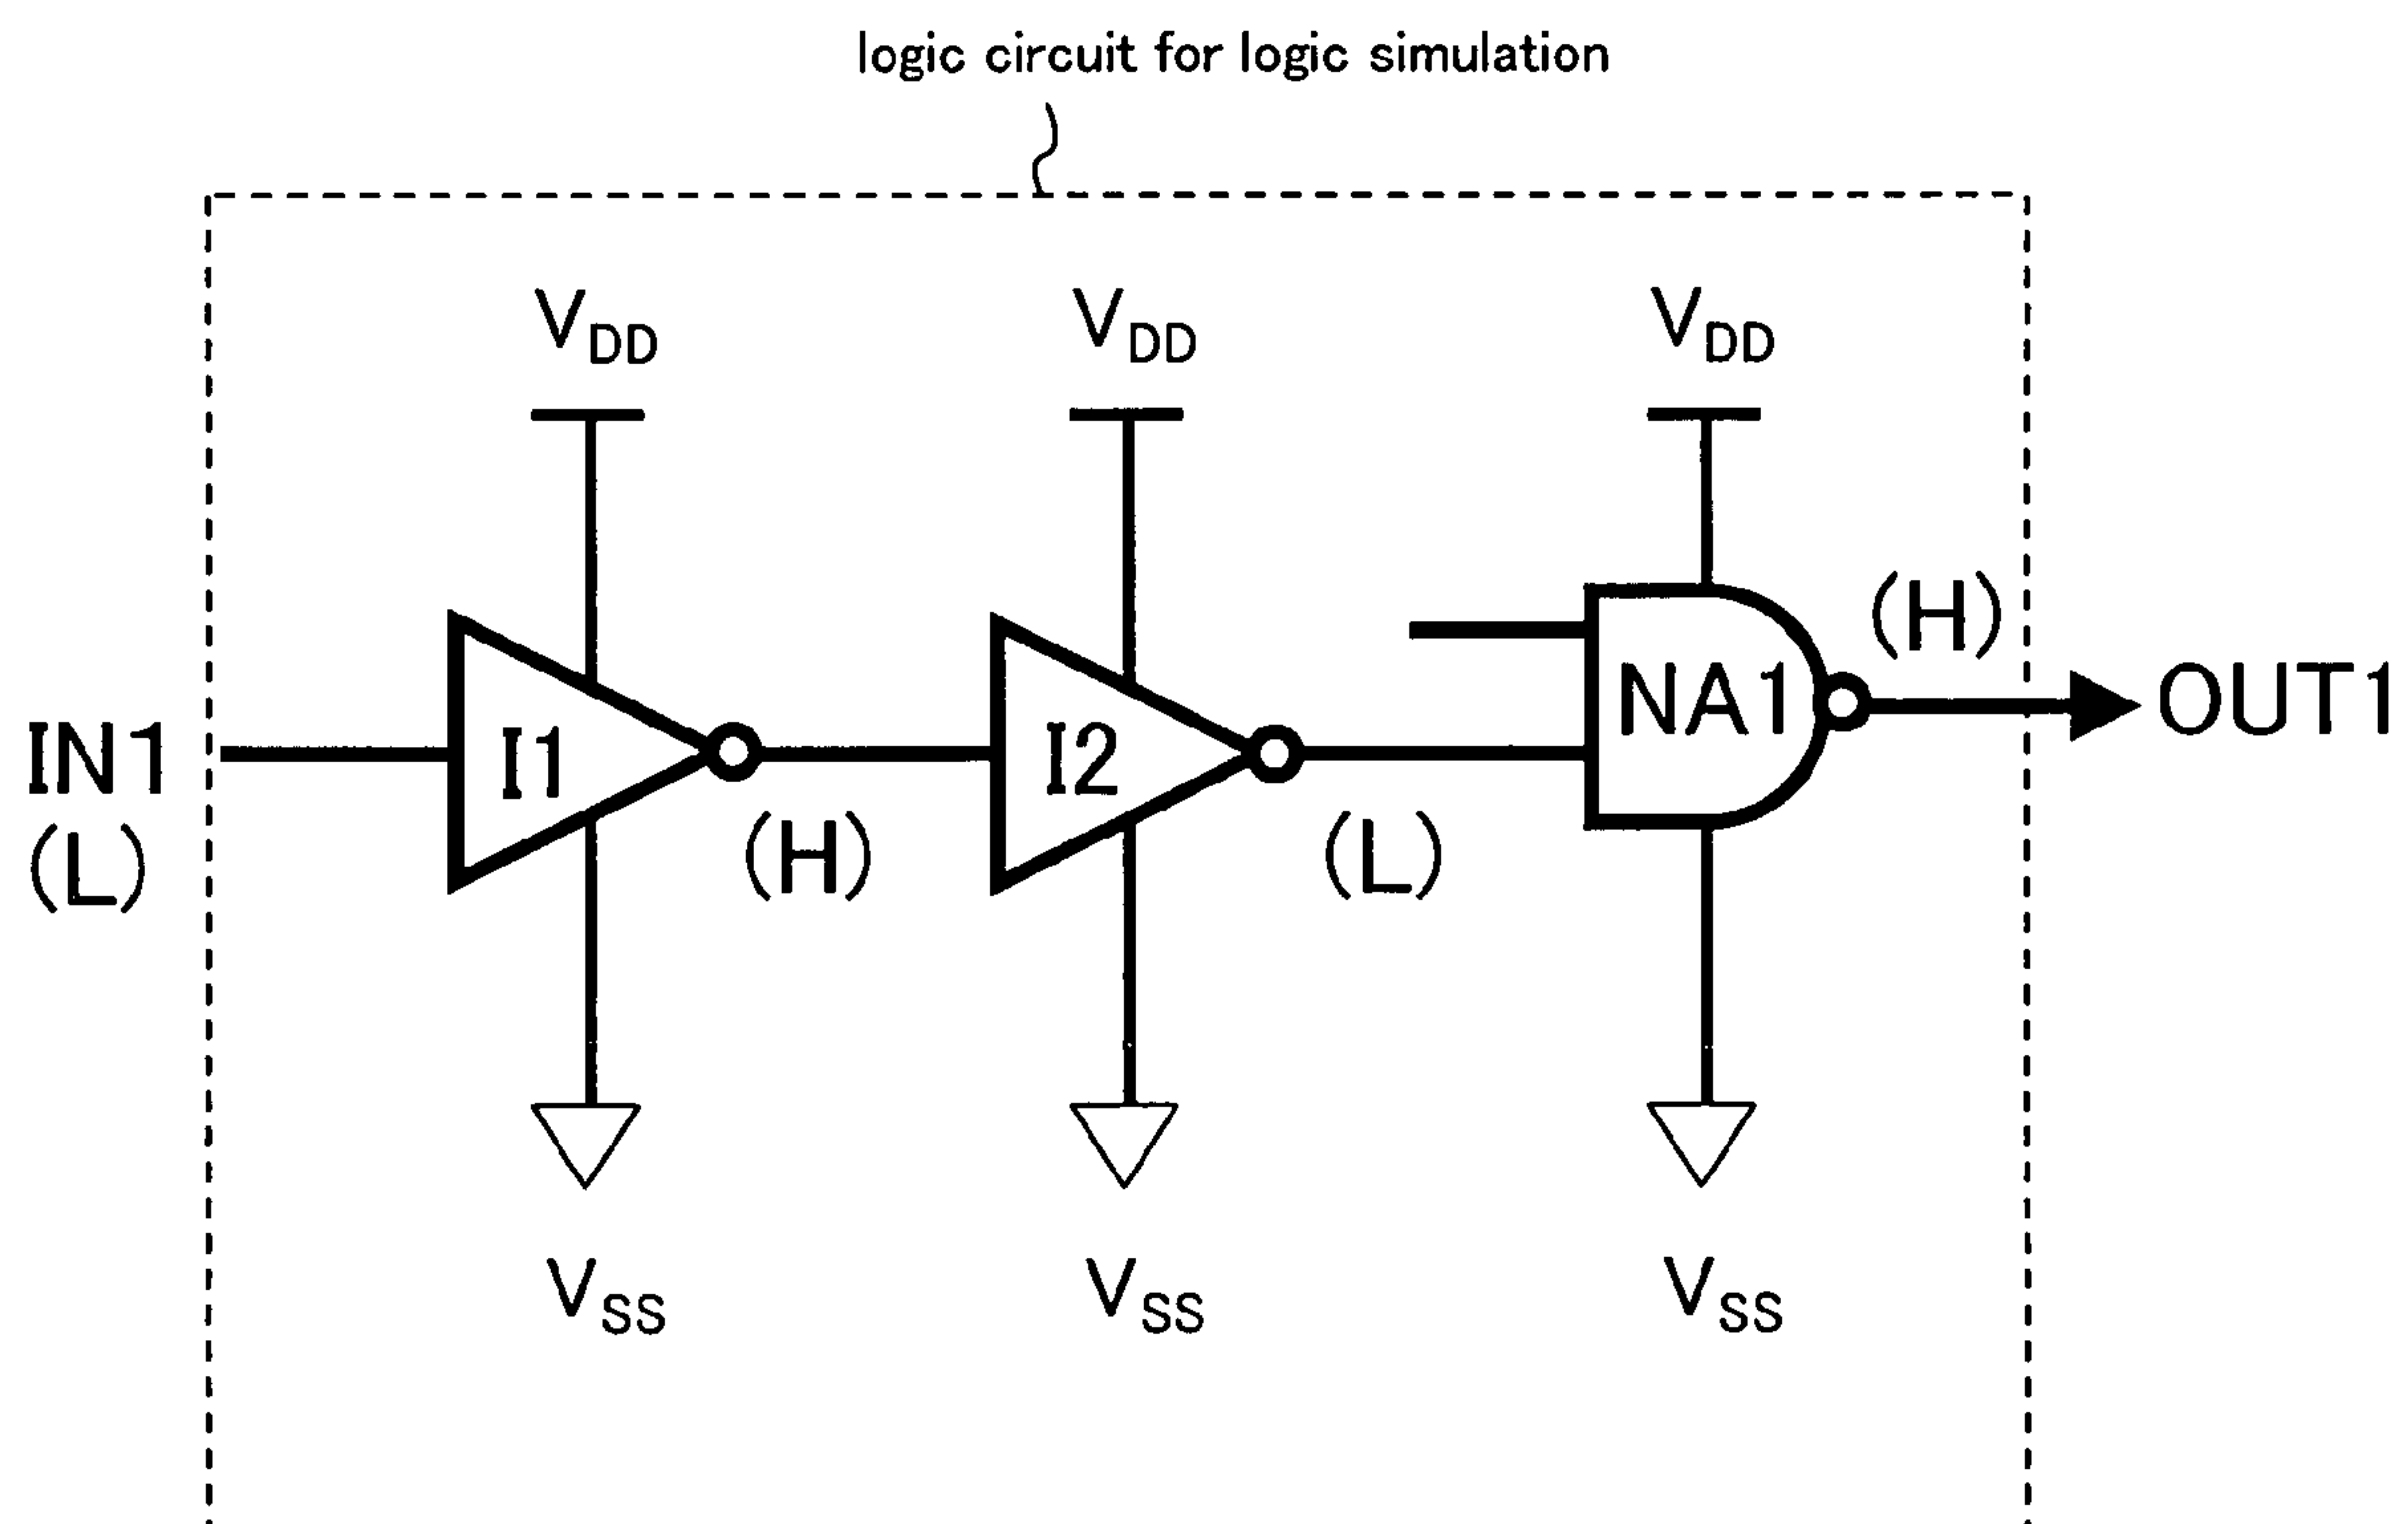 logic circuit for logic simulation
VDD VDD VDD
(H)
NA1 OUT1
IN1 I1 I2
(L) (H) (L)
VSS VSS VSS